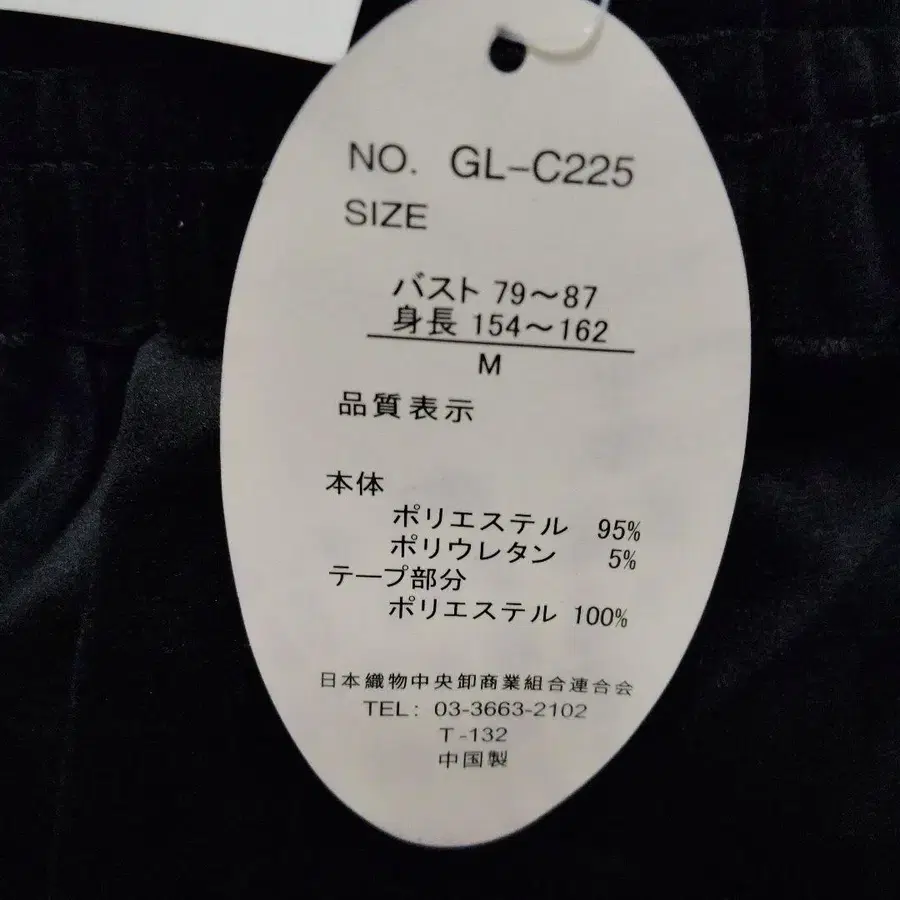 NO. GL-C225
SIZE
バスト 79～87
身長 154～162
M
品質表示
本体
ポリエステル 95%
ポリウレタン 5%
テープ部分
ポリエステル 100%
日本織物中央卸商業組合連合会
TEL: 03-3663-2102
T-132
中国製